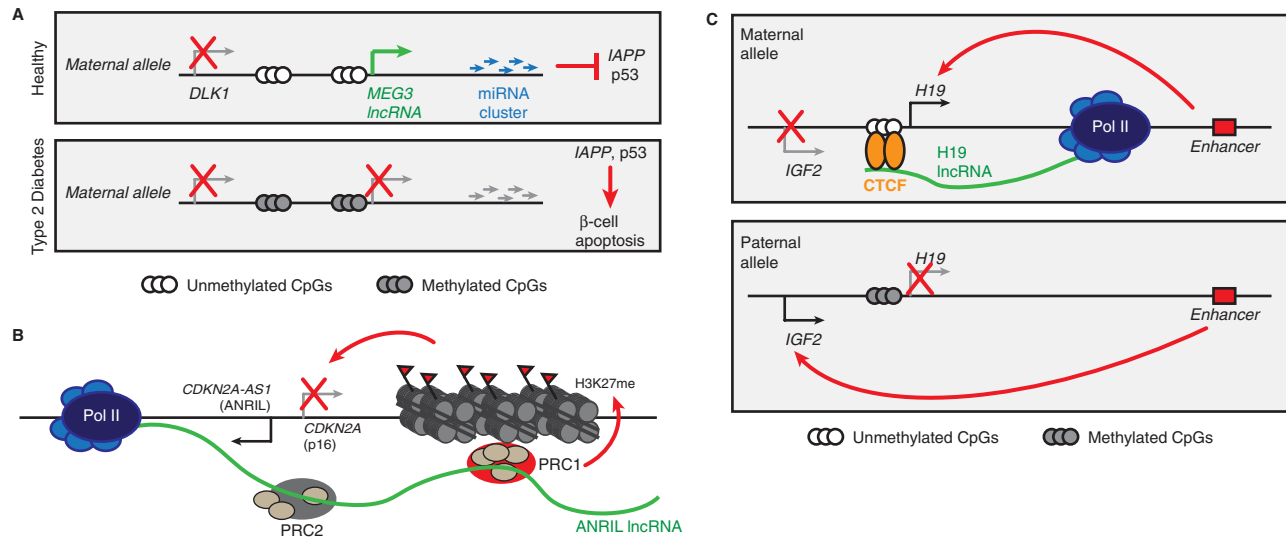 A
Healthy
Maternal allele
DLK1
MEG3
lncRNA
miRNA
cluster
IAPP
p53
Type 2 Diabetes
Maternal allele
IAPP, p53
β-cell
apoptosis
Unmethylated CpGs
Methylated CpGs
B
Pol II
CDKN2A-AS1
(ANRIL)
CDKN2A
(p16)
H3K27me
PRC1
PRC2
ANRIL lncRNA
C
Maternal
allele
H19
Pol II
IGF2
CTCF
H19
lncRNA
Enhancer
Paternal
allele
H19
IGF2
Enhancer
Unmethylated CpGs
Methylated CpGs